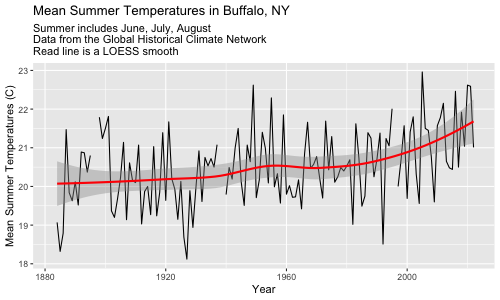 Mean Summer Temperatures in Buffalo, NY
Summer includes June, July, August
Data from the Global Historical Climate Network
Read line is a LOESS smooth
Mean Summer Temperatures (C)
23
22
21
20
19
18
1880
1920
1960
2000
Year